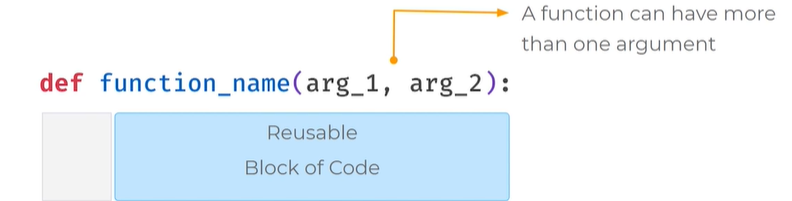 A function can have more
than one argument
def function_name(arg_1, arg_2):
Reusable
Block of Code